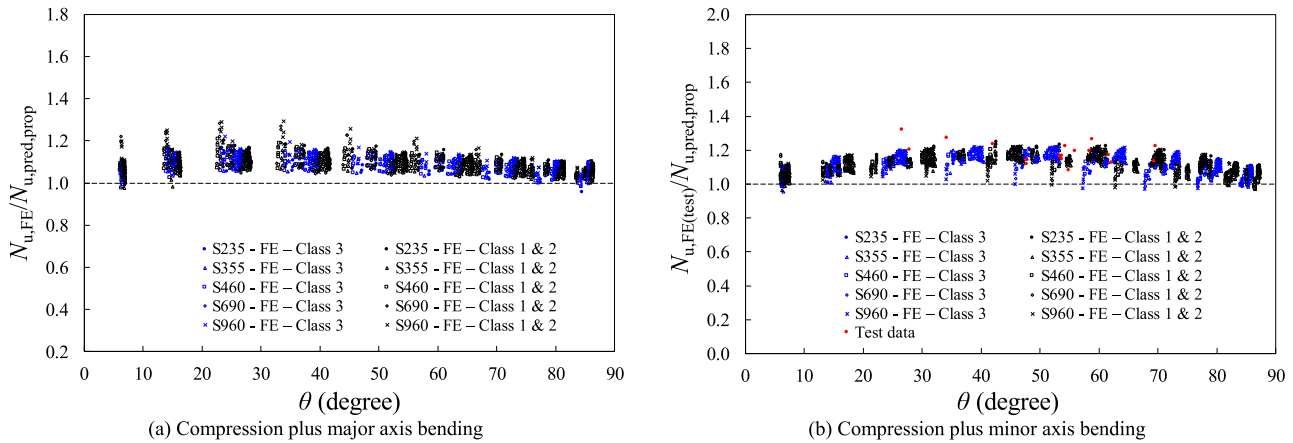 1.8
1.6
1.4
1.2
1.0
0.8
0.6
0.4
0.2
N_u,FE/N_u,pred,prop
S235 - FE – Class 3
S355 - FE – Class 3
S460 - FE – Class 3
S690 - FE – Class 3
S960 - FE – Class 3
S235 - FE – Class 1 & 2
S355 - FE – Class 1 & 2
S460 - FE – Class 1 & 2
S690 - FE – Class 1 & 2
S960 - FE – Class 1 & 2
0 10 20 30 40 50 60 70 80 90
θ (degree)
(a) Compression plus major axis bending
2.0
1.8
1.6
1.4
1.2
1.0
0.8
0.6
0.4
0.2
0.0
N_u,FE(test)/N_u,pred,prop
S235 - FE – Class 3
S355 - FE – Class 3
S460 - FE – Class 3
S690 - FE – Class 3
S960 - FE – Class 3
Test data
S235 - FE – Class 1 & 2
S355 - FE – Class 1 & 2
S460 - FE – Class 1 & 2
S690 - FE – Class 1 & 2
S960 - FE – Class 1 & 2
0 10 20 30 40 50 60 70 80 90
θ (degree)
(b) Compression plus minor axis bending